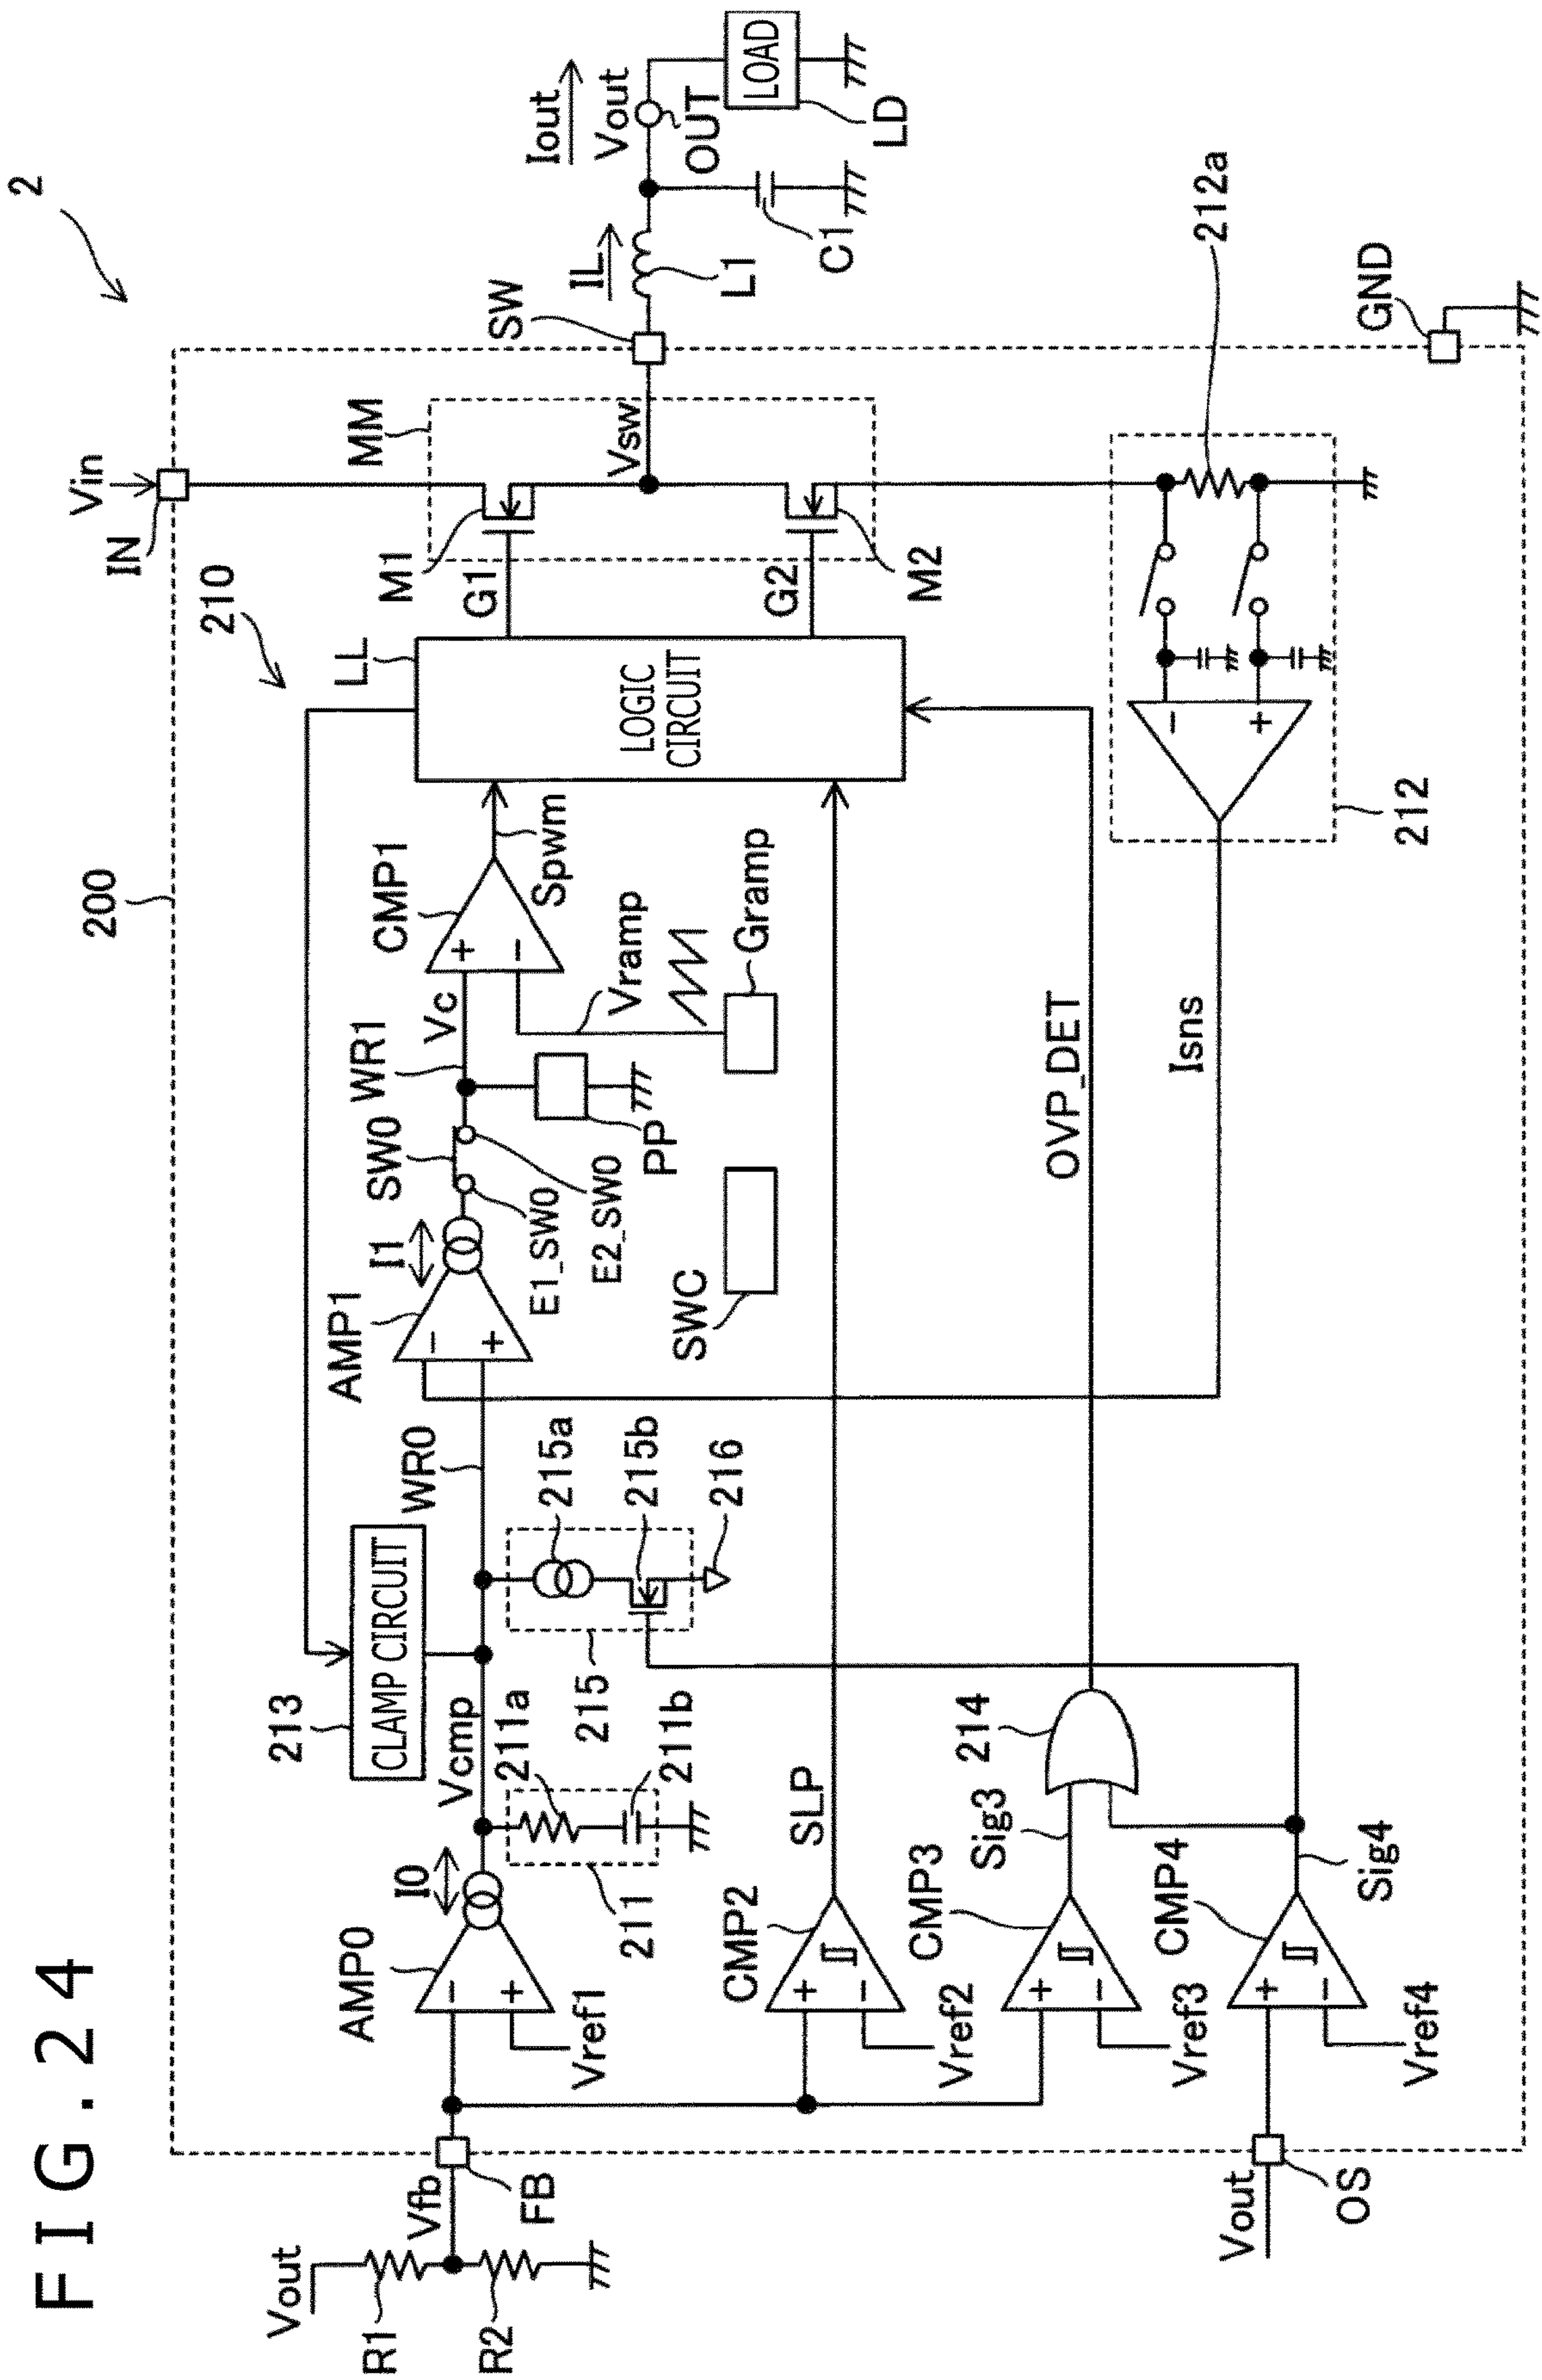 FIG. 24
2
200
Vin
IN
210
LL
MM
M1
G1
G2
M2
Vsw
SW
IL
L1
C1
Iout
Vout
OUT
LOAD
LD
GND
212a
212
LOGIC
CIRCUIT
CMP1
+
−
Spwm
Vramp
Gramp
Vc
WR1
SW0
PP
E1_SW0
E2_SW0
SWC
I1
AMP1
−
+
WR0
213
CLAMP CIRCUIT
Vcmp
215a
215b
215
216
211a
211b
211
I0
AMP0
−
+
Vref1
SLP
CMP2
+
−
Vref2
OVP_DET
214
Sig3
CMP3
+
−
Vref3
Isns
−
+
Sig4
CMP4
+
−
Vref4
Vfb
FB
Vout
R1
R2
Vout
OS